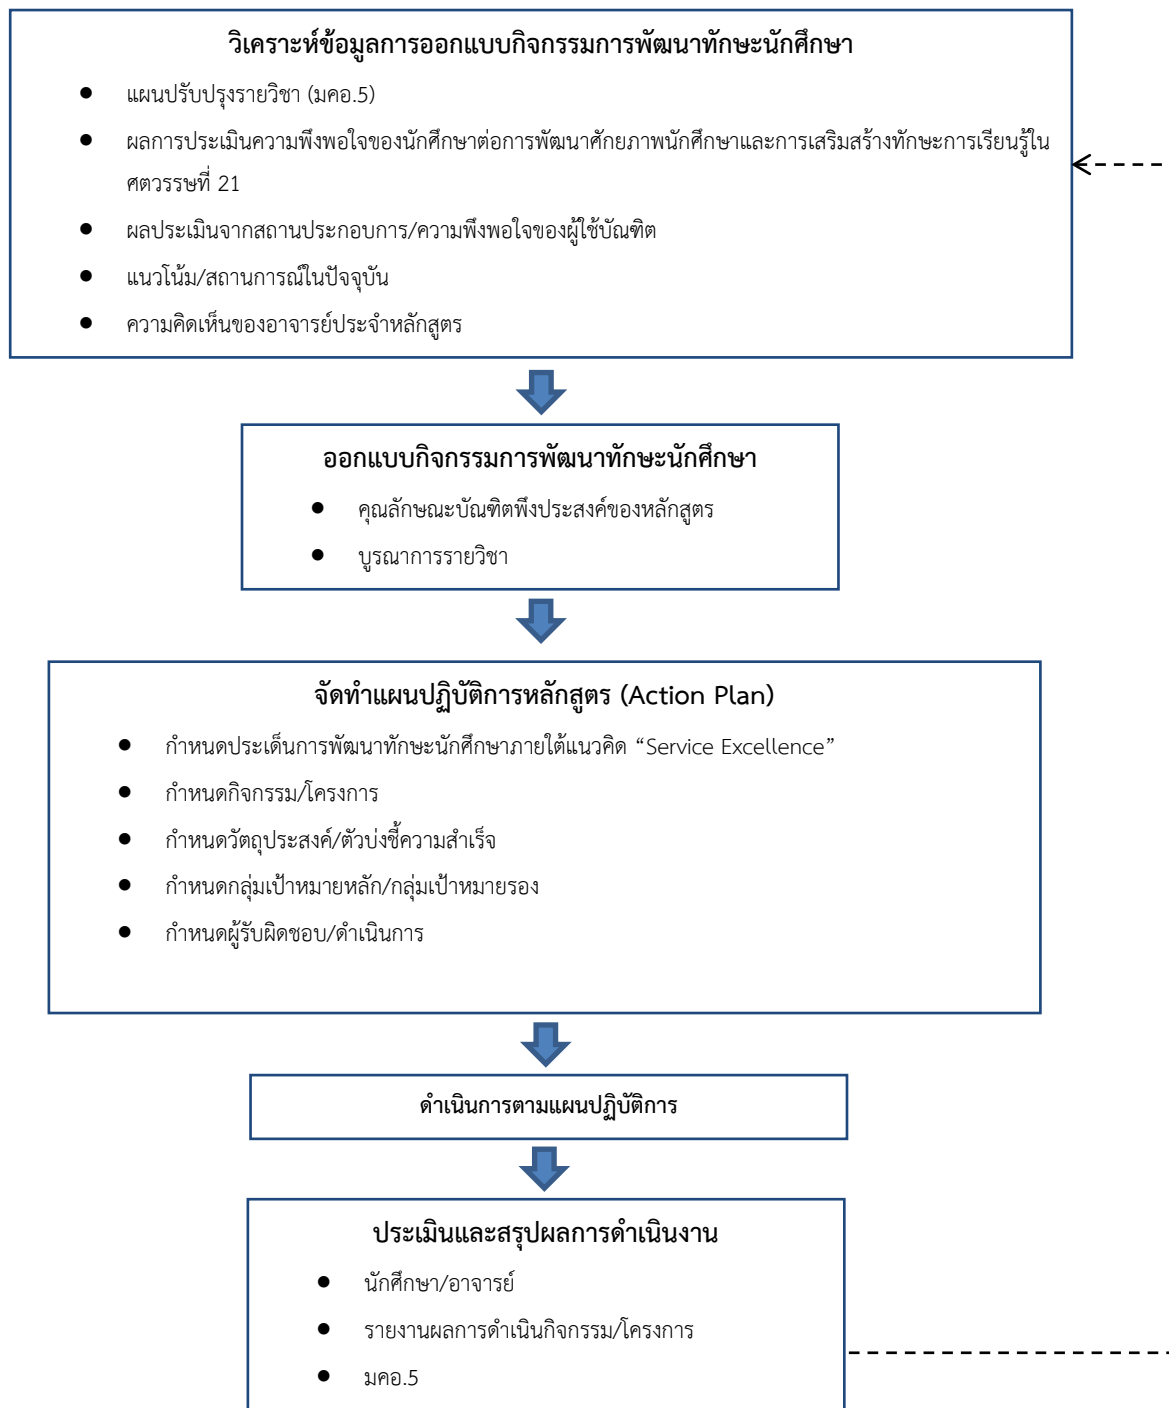 วิเคราะห์ข้อมูลการออกแบบกิจกรรมการพัฒนาทักษะนักศึกษา
● แผนปรับปรุงรายวิชา (มคอ.5)
● ผลการประเมินความพึงพอใจของนักศึกษาต่อการพัฒนาศักยภาพนักศึกษาและการเสริมสร้างทักษะการเรียนรู้ใน
ศตวรรษที่ 21
● ผลประเมินจากสถานประกอบการ/ความพึงพอใจของผู้ใช้บัณฑิต
● แนวโน้ม/สถานการณ์ในปัจจุบัน
● ความคิดเห็นของอาจารย์ประจำหลักสูตร
ออกแบบกิจกรรมการพัฒนาทักษะนักศึกษา
● คุณลักษณะบัณฑิตพึงประสงค์ของหลักสูตร
● บูรณาการรายวิชา
จัดทำแผนปฏิบัติการหลักสูตร (Action Plan)
● กำหนดประเด็นการพัฒนาทักษะนักศึกษาภายใต้แนวคิด “Service Excellence”
● กำหนดกิจกรรม/โครงการ
● กำหนดวัตถุประสงค์/ตัวบ่งชี้ความสำเร็จ
● กำหนดกลุ่มเป้าหมายหลัก/กลุ่มเป้าหมายรอง
● กำหนดผู้รับผิดชอบ/ดำเนินการ
ดำเนินการตามแผนปฏิบัติการ
ประเมินและสรุปผลการดำเนินงาน
● นักศึกษา/อาจารย์
● รายงานผลการดำเนินกิจกรรม/โครงการ
● มคอ.5